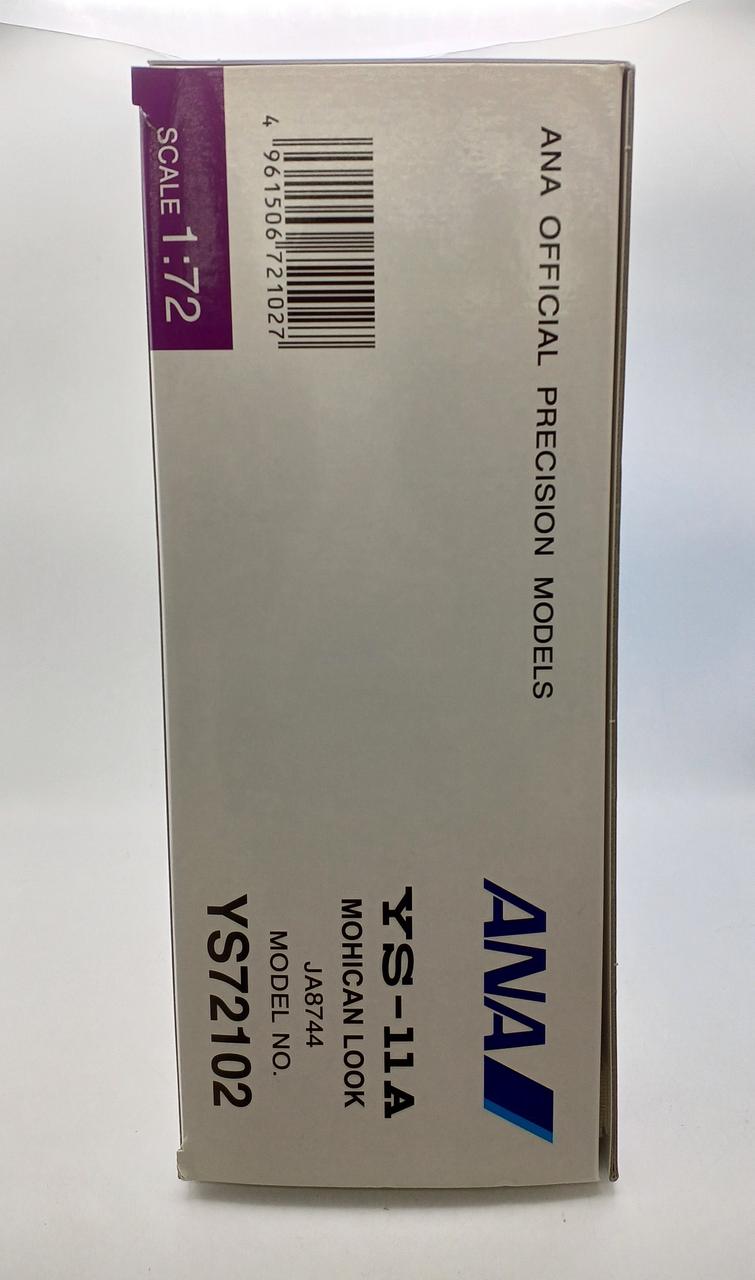 ANA OFFICIAL PRECISION MODELS
ANA
YS-11A
MOHICAN LOOK
JA8744
MODEL NO.
YS72102
4 961506 721027
SCALE 1:72